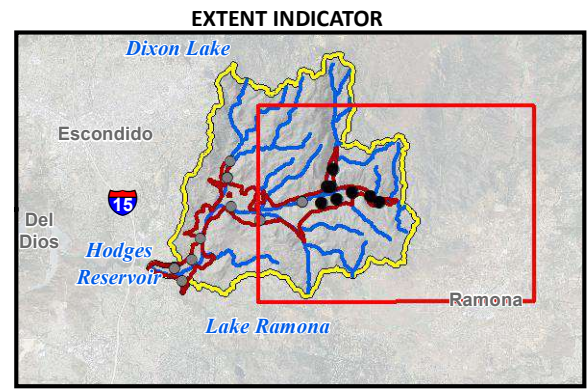 EXTENT INDICATOR
Dixon Lake
Escondido
15
Del
Dios
Hodges
Reservoir
Ramona
Lake Ramona